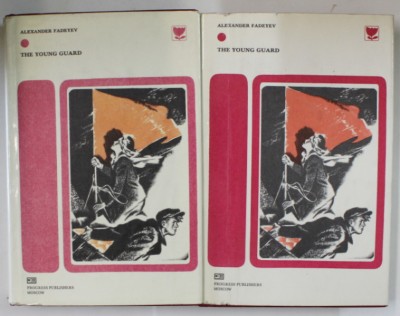 ALEXANDER FADEYEV
THE YOUNG GUARD
PROGRESS PUBLISHERS
MOSCOW
ALEXANDER FADEYEV
THE YOUNG GUARD
PROGRESS PUBLISHERS
MOSCOW